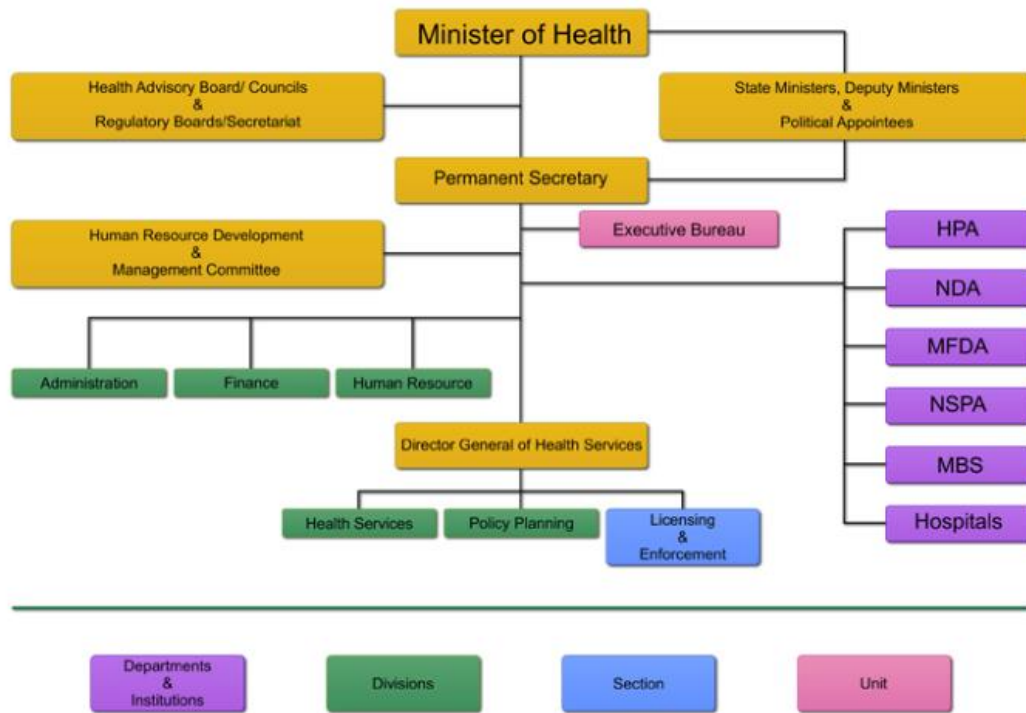 Minister of Health
Health Advisory Board/ Councils
&
Regulatory Boards/Secretariat
State Ministers, Deputy Ministers
&
Political Appointees
Permanent Secretary
Executive Bureau
Human Resource Development
&
Management Committee
HPA
NDA
MFDA
NSPA
MBS
Hospitals
Administration
Finance
Human Resource
Director General of Health Services
Health Services
Policy Planning
Licensing
&
Enforcement
Departments
&
Institutions
Divisions
Section
Unit